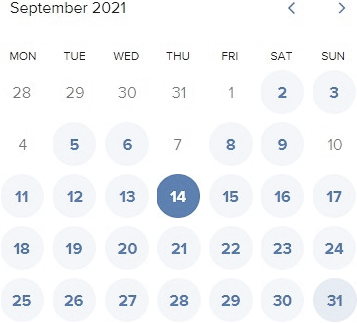 September 2021
MON TUE WED THU FRI SAT SUN
28 29 30 31 1 2 3
4 5 6 7 8 9 10
11 12 13 14 15 16 17
18 19 20 21 22 23 24
25 26 27 28 29 30 31